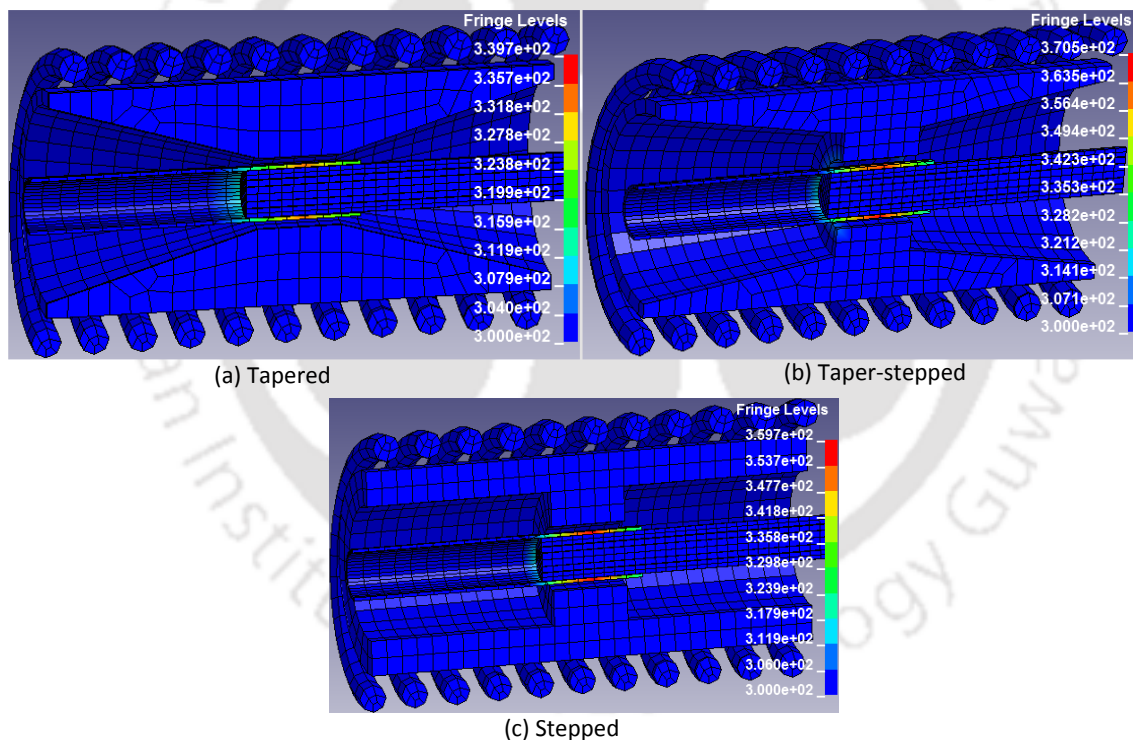 Fringe Levels
3.397e+02
3.357e+02
3.318e+02
3.278e+02
3.238e+02
3.199e+02
3.159e+02
3.119e+02
3.079e+02
3.040e+02
3.000e+02
(a) Tapered
Fringe Levels
3.705e+02
3.635e+02
3.564e+02
3.494e+02
3.423e+02
3.353e+02
3.282e+02
3.212e+02
3.141e+02
3.071e+02
3.000e+02
(b) Taper-stepped
Fringe Levels
3.597e+02
3.537e+02
3.477e+02
3.418e+02
3.358e+02
3.298e+02
3.239e+02
3.179e+02
3.119e+02
3.060e+02
3.000e+02
(c) Stepped